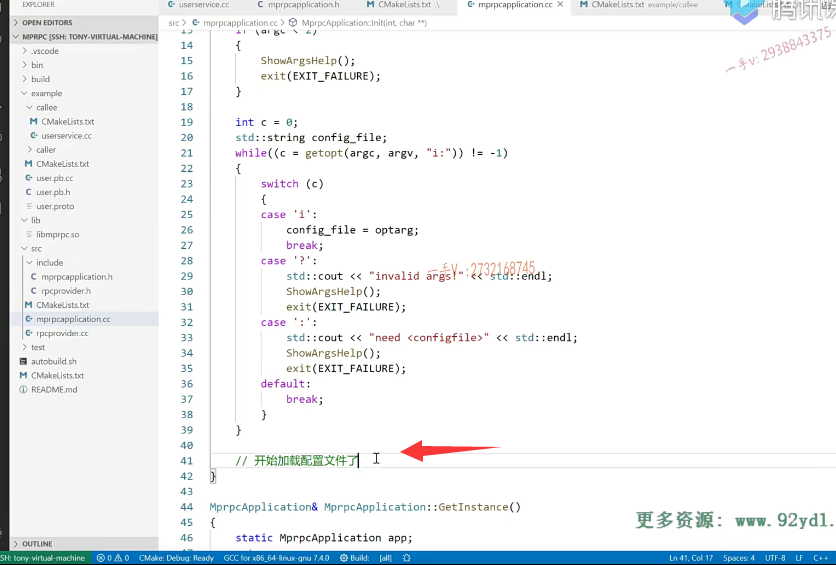 EXPLORER
userservice.cc
mprpcapplication.h
CMakeLists.txt .\
mprpcapplication.cc
CMakeLists.txt example/callee
src > mprpcapplication.cc > MprpcApplication::Init(int, char **)
腾讯课
一手v: 2938843375
OPEN EDITORS
MPRPC [SSH: TONY-VIRTUAL-MACHINE]
.vscode
bin
build
example
callee
CMakeLists.txt
userservice.cc
caller
CMakeLists.txt
user.pb.cc
user.pb.h
user.proto
lib
libmprpc.so
src
include
mprpcapplication.h
rpcprovider.h
CMakeLists.txt
mprpcapplication.cc
rpcprovider.cc
test
autobuild.sh
CMakeLists.txt
README.md
OUTLINE
13 if (argc < 2)
14 {
15 ShowArgsHelp();
16 exit(EXIT_FAILURE);
17 }
18
19 int c = 0;
20 std::string config_file;
21 while((c = getopt(argc, argv, "i:")) != -1)
22 {
23 switch (c)
24 {
25 case 'i':
26 config_file = optarg;
27 break;
28 case '?':
29 std::cout << "invalid args!" << std::endl;
一手V :2732168745
30 ShowArgsHelp();
31 exit(EXIT_FAILURE);
32 case ':':
33 std::cout << "need <configfile>" << std::endl;
34 ShowArgsHelp();
35 exit(EXIT_FAILURE);
36 default:
37 break;
38 }
39 }
40
41 // 开始加载配置文件了
42 }
43
44 MprpcApplication& MprpcApplication::GetInstance()
45 {
46 static MprpcApplication app;
更多资源: www.92yd1.
SSH: tony-virtual-machine 0 0 CMake: Debug: Ready GCC for x86_64-linux-gnu 7.4.0 Build: [all] Ln 41, Col 17 Spaces: 4 UTF-8 LF C++